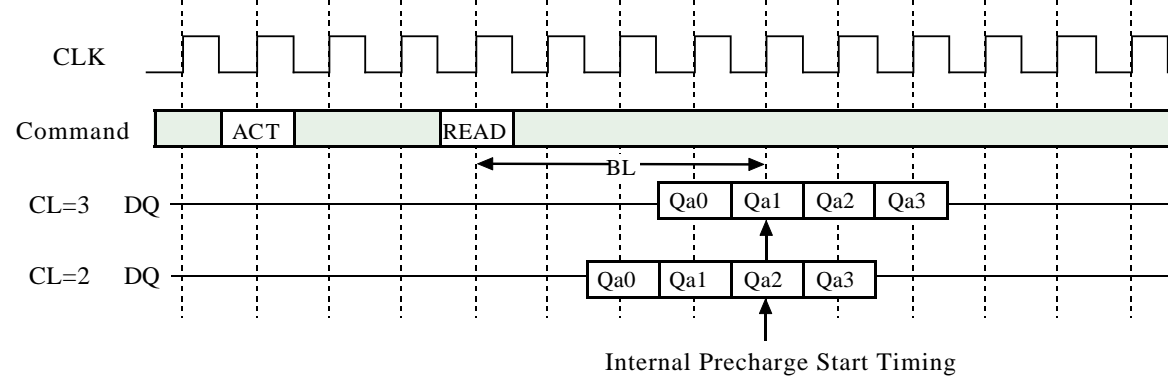 CLK
Command ACT READ
BL
CL=3 DQ Qa0 Qa1 Qa2 Qa3
CL=2 DQ Qa0 Qa1 Qa2 Qa3
Internal Precharge Start Timing